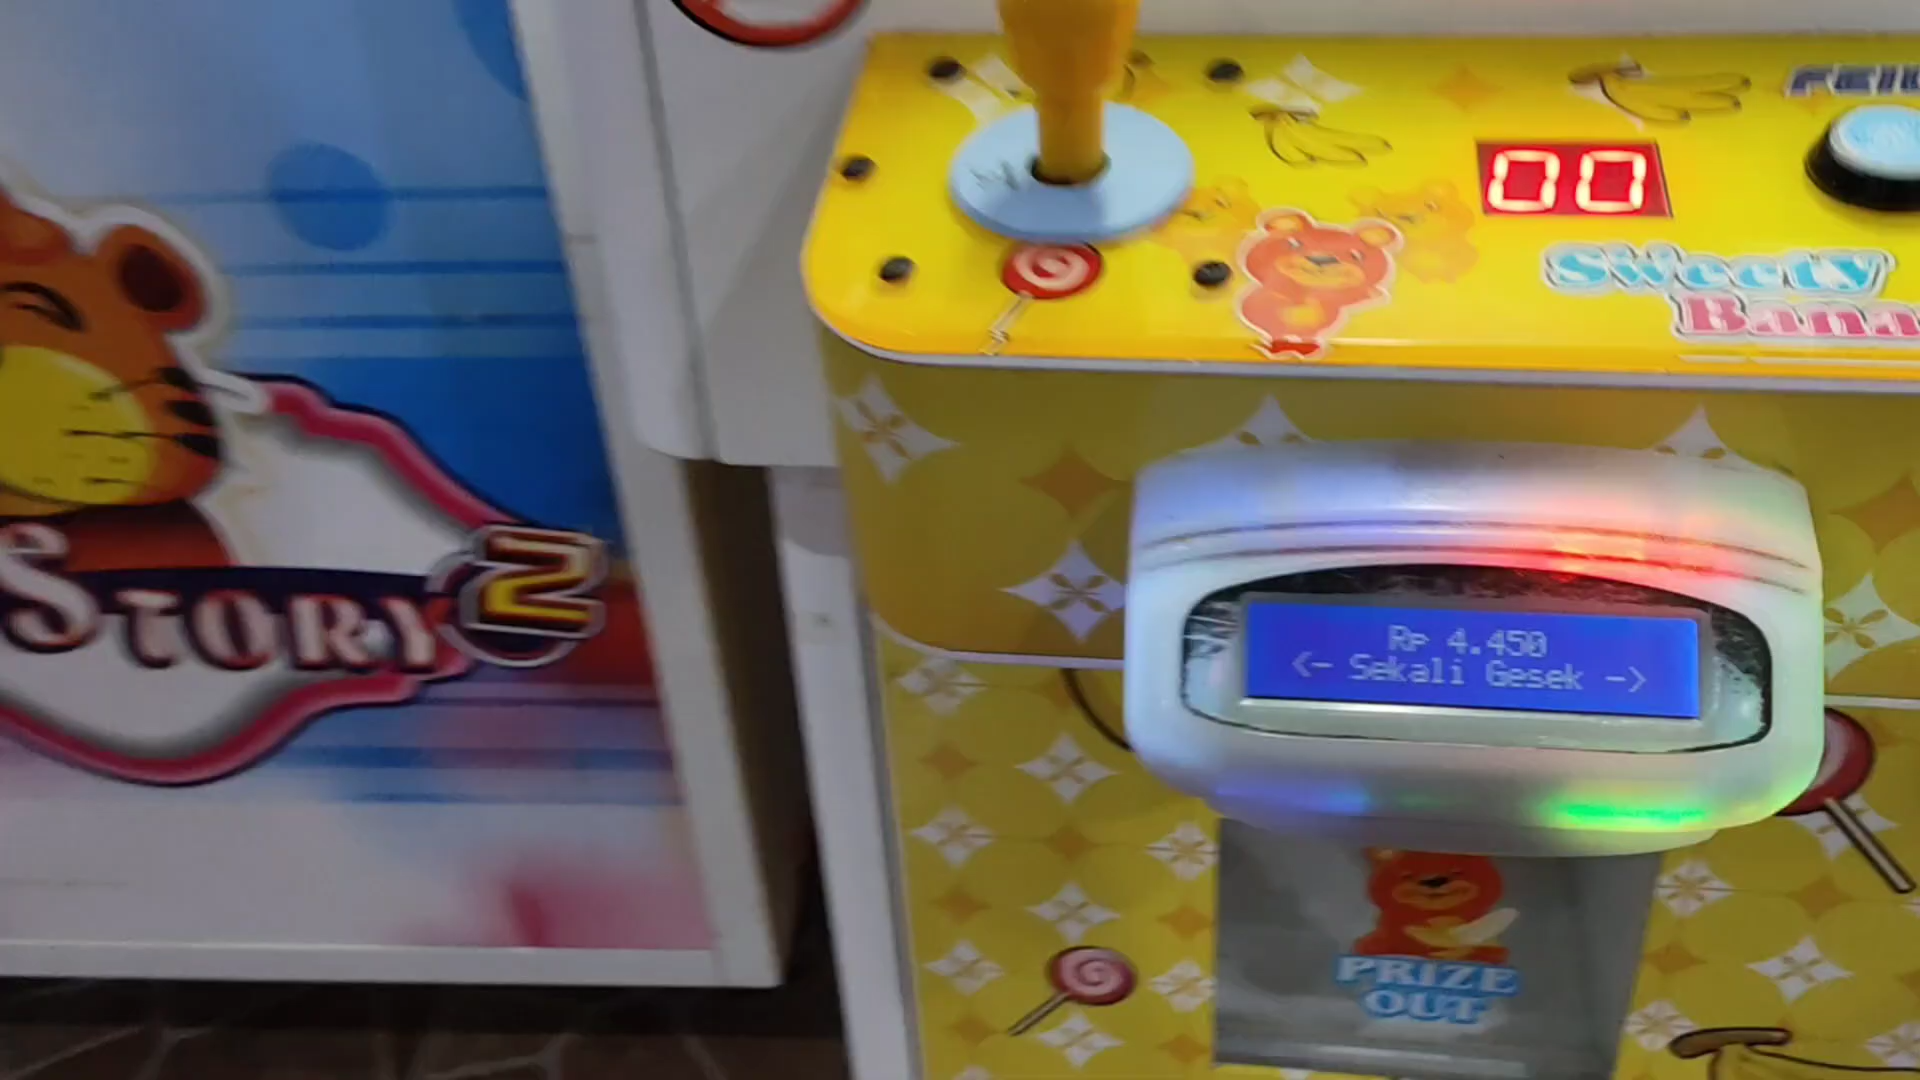 00
Sweety
STORY 2
Rp 4.450
<- Sekali Gesek ->
PRIZE
OUT